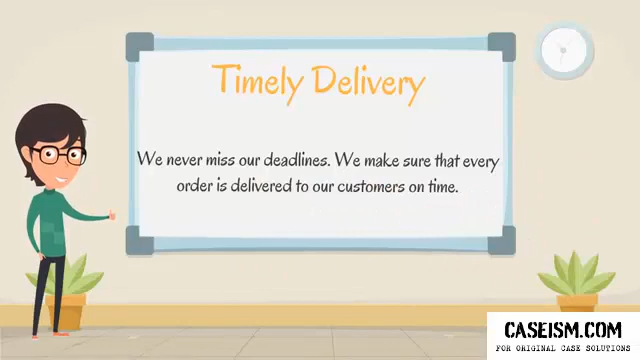 Timely Delivery
We never miss our deadlines. We make sure that every
order is delivered to our customers on time.
CASEISM.COM
FOR ORIGINAL CASE SOLUTIONS